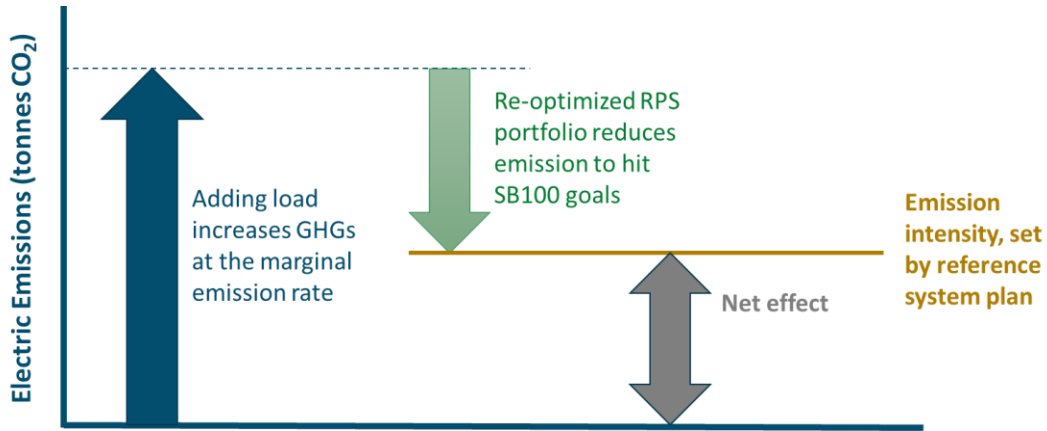 Electric Emissions (tonnes CO₂)
Adding load
increases GHGs
at the marginal
emission rate
Re-optimized RPS
portfolio reduces
emission to hit
SB100 goals
Net effect
Emission
intensity, set
by reference
system plan